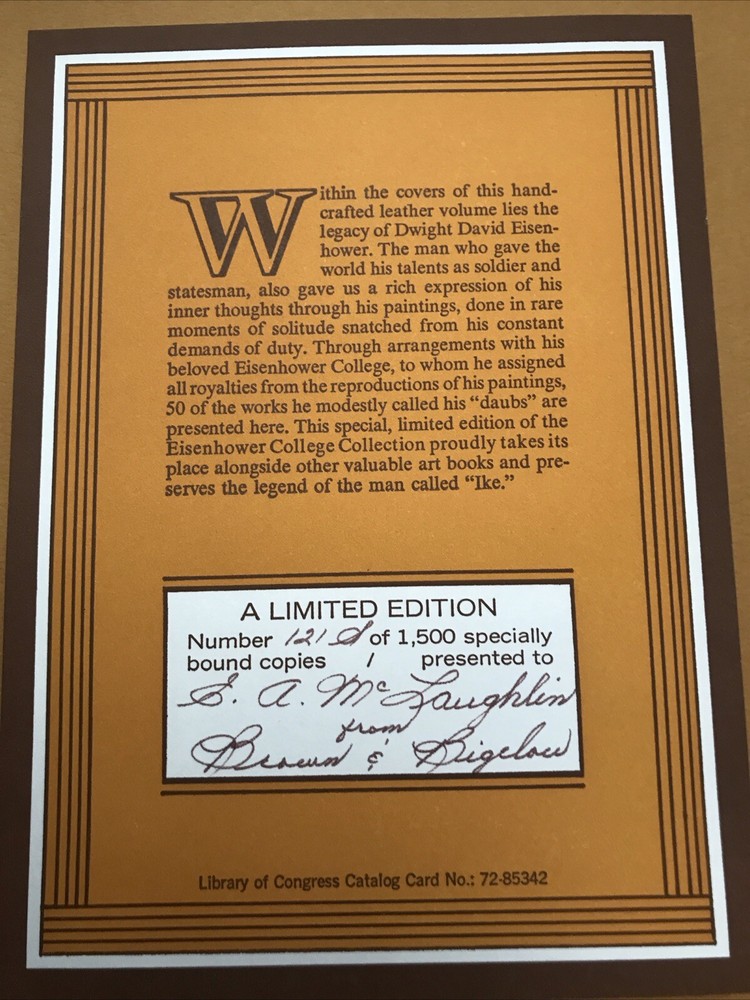 Within the covers of this hand-
crafted leather volume lies the
legacy of Dwight David Eisen-
hower. The man who gave the
world his talents as soldier and
statesman, also gave us a rich expression of his
inner thoughts through his paintings, done in rare
moments of solitude snatched from his constant
demands of duty. Through arrangements with his
beloved Eisenhower College, to whom he assigned
all royalties from the reproductions of his paintings,
50 of the works he modestly called his “daubs” are
presented here. This special, limited edition of the
Eisenhower College Collection proudly takes its
place alongside other valuable art books and pre-
serves the legend of the man called “Ike.”
A LIMITED EDITION
Number 121 of 1,500 specially
bound copies / presented to
S. A. McLaughlin
from
Brown & Bigelow
Library of Congress Catalog Card No.: 72-85342